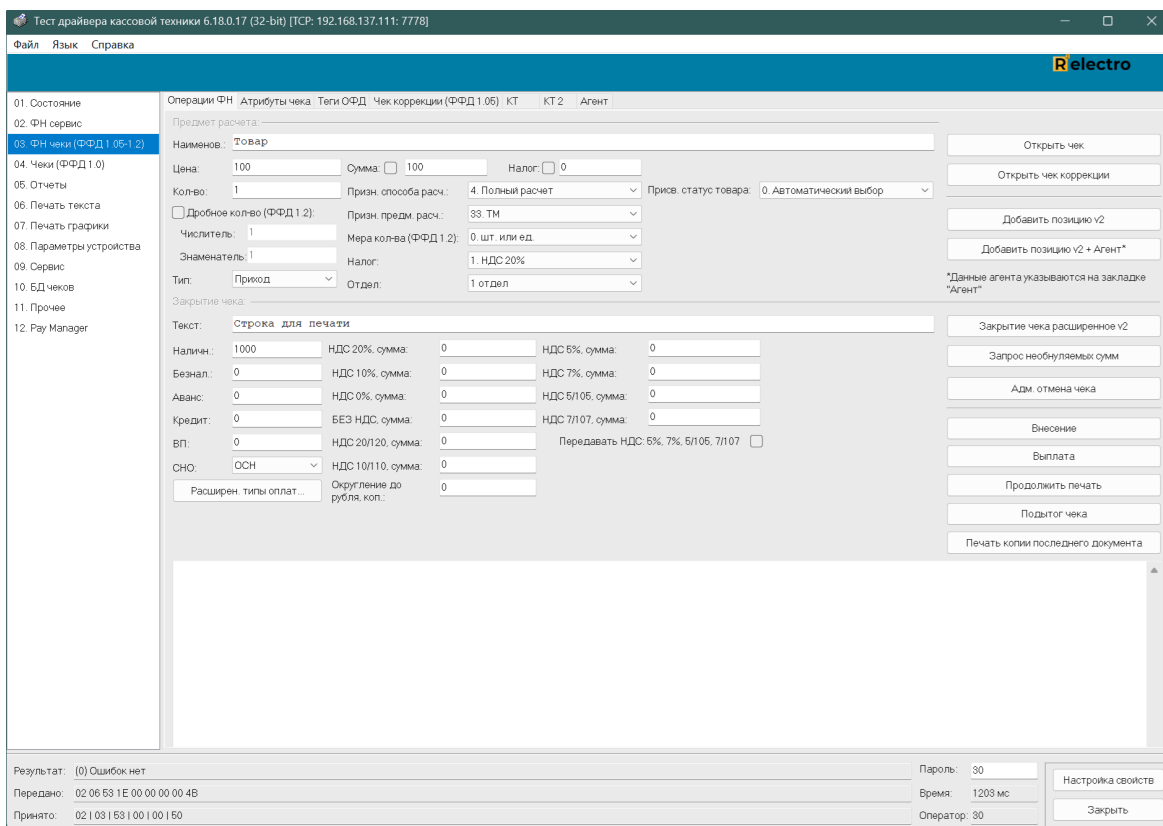 Тест драйвера кассовой техники 6.18.0.17 (32-bit) [TCP: 192.168.137.111: 7778]
Файл Язык Справка
R electro
01. Состояние
02. ФН сервис
03. ФН чеки (ФФД 1.05-1.2)
04. Чеки (ФФД 1.0)
05. Отчеты
06. Печать текста
07. Печать графики
08. Параметры устройства
09. Сервис
10. БД чеков
11. Прочее
12. Pay Manager
Операции ФН Атрибуты чека Теги ОФД Чек коррекции (ФФД 1.05) КТ КТ 2 Агент
Предмет расчета:
Наименов.: Товар
Цена: 100 Сумма: 100 Налог: 0
Кол-во: 1 Призн. способа расч.: 4. Полный расчет Присв. статус товара: 0. Автоматический выбор
Дробное кол-во (ФФД 1.2): Призн. предм. расч.: 33. ТМ
Числитель: 1 Мера кол-ва (ФФД 1.2): 0. шт. или ед.
Знаменатель: 1 Налог: 1. НДС 20%
Тип: Приход Отдел: 1 отдел
Закрытие чека:
Текст: Строка для печати
Наличн.: 1000 НДС 20%, сумма: 0 НДС 5%, сумма: 0
Безнал.: 0 НДС 10%, сумма: 0 НДС 7%, сумма: 0
Аванс: 0 НДС 0%, сумма: 0 НДС 5/105, сумма: 0
Кредит: 0 БЕЗ НДС, сумма: 0 НДС 7/107, сумма: 0
ВП: 0 НДС 20/120, сумма: 0 Передавать НДС: 5%, 7%, 5/105, 7/107
СНО: ОСН НДС 10/110, сумма: 0
Расширен. типы оплат... Округление до рубля, коп.: 0
Открыть чек
Открыть чек коррекции
Добавить позицию v2
Добавить позицию v2 + Агент*
*Данные агента указываются на закладке
"Агент"
Закрытие чека расширенное v2
Запрос необнуляемых сумм
Адм. отмена чека
Внесение
Выплата
Продолжить печать
Подытог чека
Печать копии последнего документа
Результат: (0) Ошибок нет Пароль: 30 Настройка свойств
Передано: 02 06 53 1E 00 00 00 00 4B Время: 1203 мс
Принято: 02 | 03 | 53 | 00 | 00 | 50 Оператор: 30 Закрыть